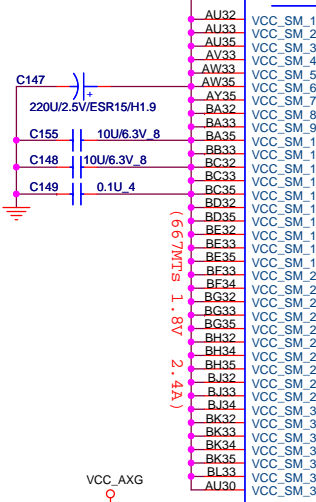 AU32 VCC_SM_1
AU33 VCC_SM_2
AU35 VCC_SM_3
AV33 VCC_SM_4
AW33 VCC_SM_5
AW35 VCC_SM_6
AY35 VCC_SM_7
BA32 VCC_SM_8
BA33 VCC_SM_9
BA35 VCC_SM_1
BB33 VCC_SM_1
BC32 VCC_SM_1
BC33 VCC_SM_1
BC35 VCC_SM_1
BD32 VCC_SM_1
BD35 VCC_SM_1
BE32 VCC_SM_1
BE33 VCC_SM_1
BE35 VCC_SM_1
BF33 VCC_SM_2
BF34 VCC_SM_2
BG32 VCC_SM_2
BG33 VCC_SM_2
BG35 VCC_SM_2
BH32 VCC_SM_2
BH34 VCC_SM_2
BH35 VCC_SM_2
BJ32 VCC_SM_2
BJ33 VCC_SM_2
BJ34 VCC_SM_3
BK32 VCC_SM_3
BK33 VCC_SM_3
BK34 VCC_SM_3
BK35 VCC_SM_3
BL33 VCC_SM_3
AU30 VCC_SM_3
C147
+
220U/2.5V/ESR15/H1.9
C155 10U/6.3V_8
C148 10U/6.3V_8
C149 0.1U_4
(667MTs 1.8V 2.4A)
VCC_AXG